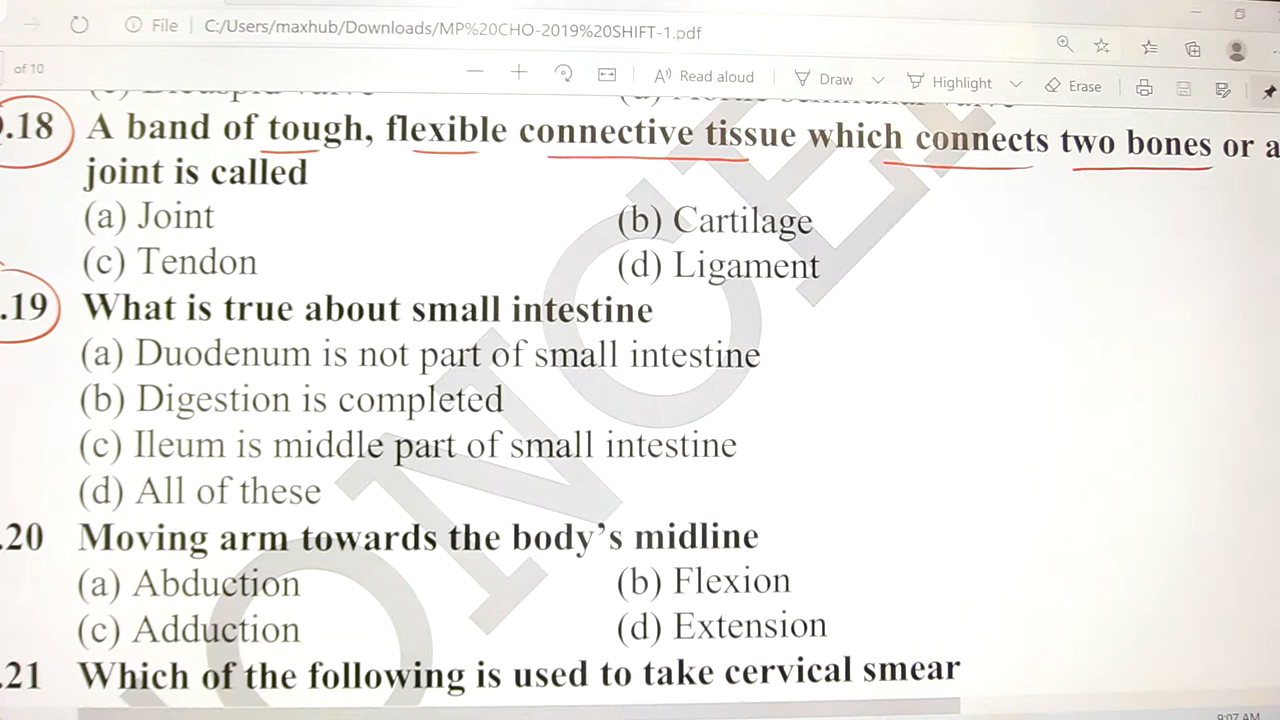 File
C:/Users/maxhub/Downloads/MP%20CHO-2019%20SHIFT-1.pdf
of 10
Read aloud
Draw
Highlight
Erase
.18 A band of tough, flexible connective tissue which connects two bones or a
joint is called
(a) Joint
(b) Cartilage
(c) Tendon
(d) Ligament
.19 What is true about small intestine
(a) Duodenum is not part of small intestine
(b) Digestion is completed
(c) Ileum is middle part of small intestine
(d) All of these
.20 Moving arm towards the body's midline
(a) Abduction
(b) Flexion
(c) Adduction
(d) Extension
.21 Which of the following is used to take cervical smear
9:07 AM